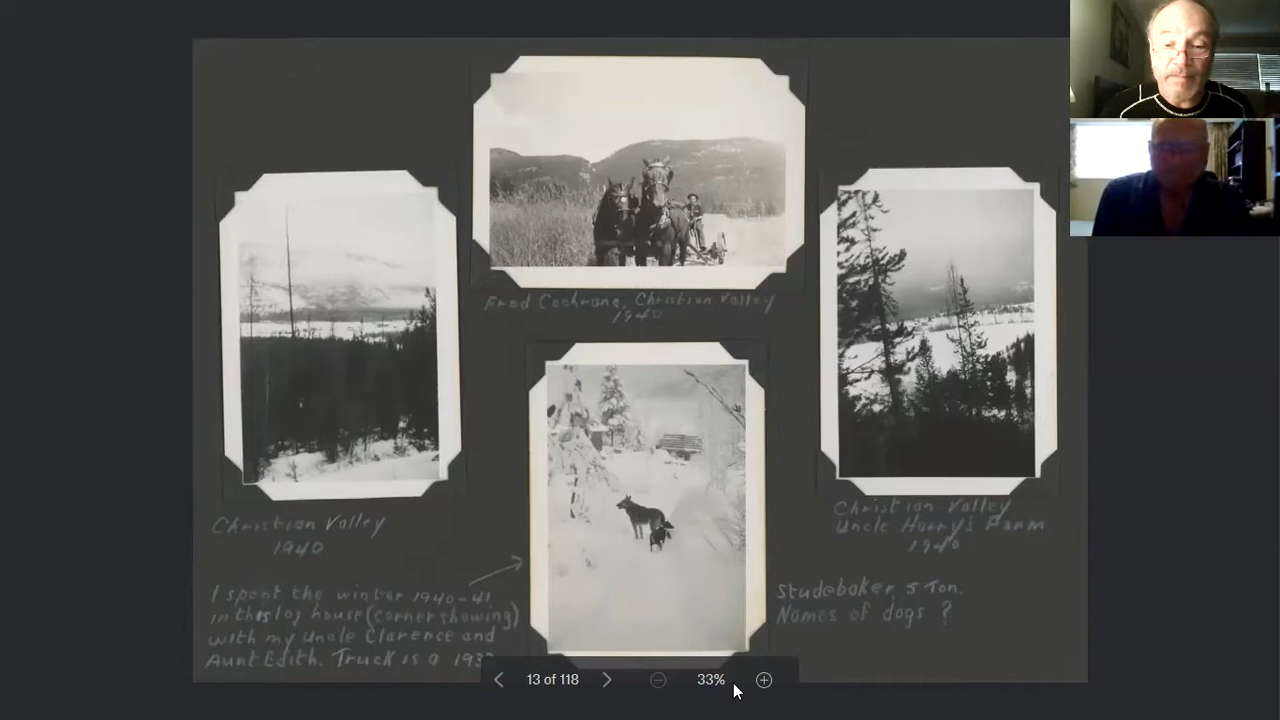 Fred Cochrane, Christian Valley
1940
Christian Valley
1940
Christian Valley
Uncle Harry's Farm
1940
I spent the winter 1940-41
in this log house (corner showing)
with my Uncle Clarence and
Aunt Edith. Truck is a 193
Studebaker, 5 Ton.
Names of dogs ?
13 of 118
33%